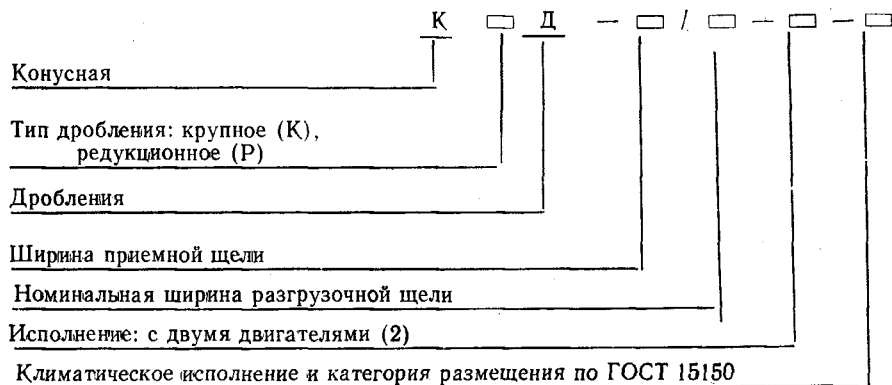 К □ Д - □ / □ - □ - □
Конусная
Тип дробления: крупное (К),
редукционное (Р)
Дробления
Ширина приемной щели
Номинальная ширина разгрузочной щели
Исполнение: с двумя двигателями (2)
Климатическое исполнение и категория размещения по ГОСТ 15150